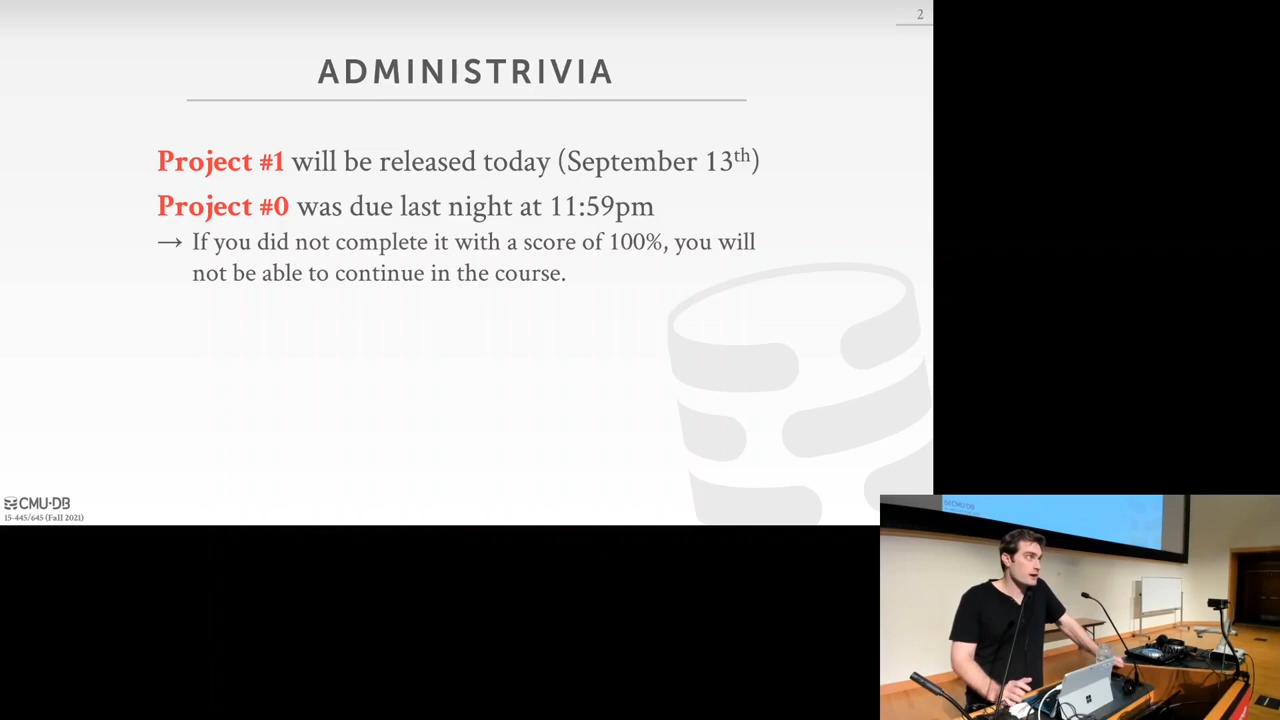 2
ADMINISTRIVIA
Project #1 will be released today (September 13th)
Project #0 was due last night at 11:59pm
→ If you did not complete it with a score of 100%, you will
not be able to continue in the course.
CMU·DB
15-445/645 (Fall 2021)
CMU·DB